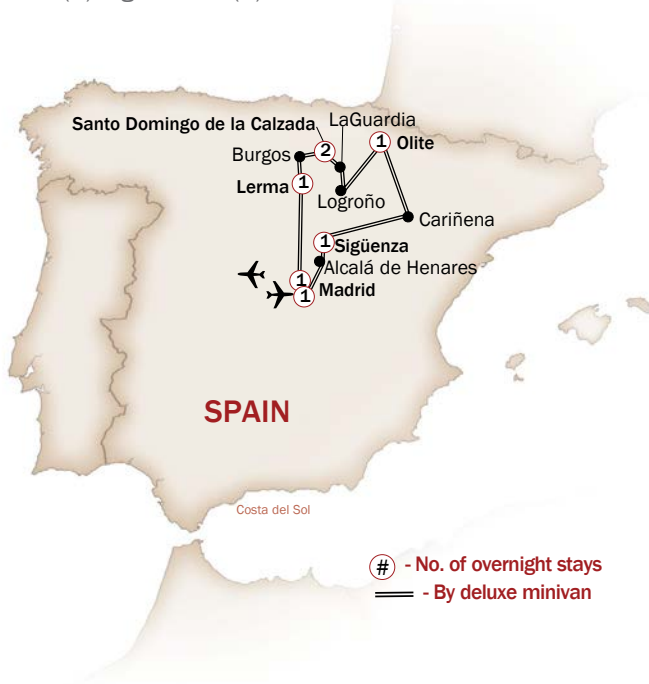 Santo Domingo de la Calzada
LaGuardia
Burgos
2
1
Olite
Lerma
1
Logroño
Cariñena
1
Sigüenza
Alcalá de Henares
1
1
Madrid
SPAIN
Costa del Sol
# - No. of overnight stays
- By deluxe minivan